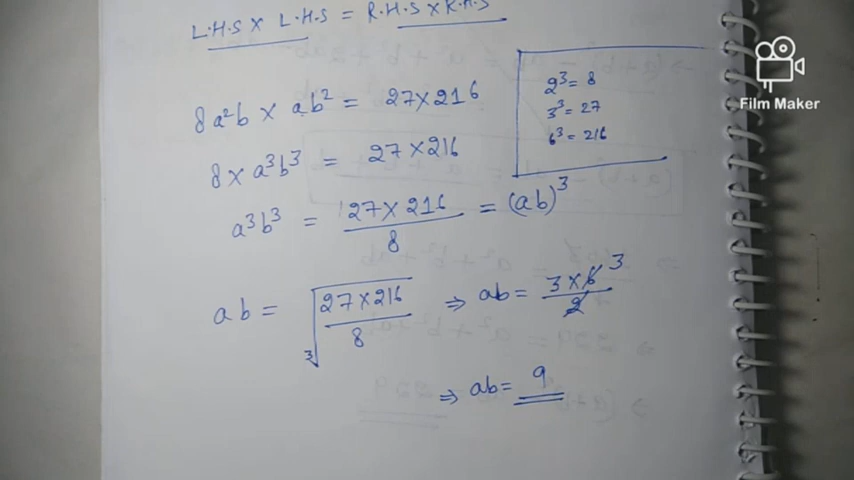 L.H.S x L.H.S = R.H.S x R.H.S
8a²b × ab² = 27×216
8 × a³b³ = 27 × 216
a³b³ = 27×216 / 8 = (ab)³
ab = ³√(27×216 / 8) ⇒ ab = 3 × 6 3 / 2
⇒ ab = 9
2³ = 8
3³ = 27
6³ = 216
Film Maker